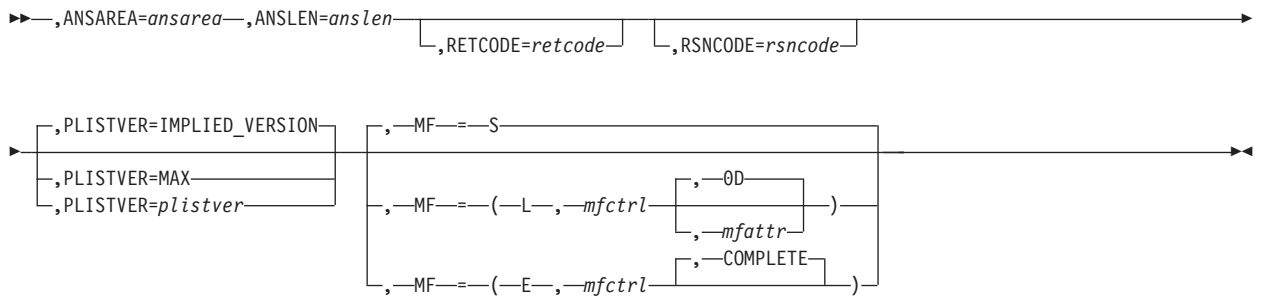 ,ANSAREA=ansarea ,ANSLEN=anslen
,RETCODE=retcode ,RSNCODE=rsncode
,PLISTVER=IMPLIED_VERSION ,MF=S
,PLISTVER=MAX ,0D
,PLISTVER=plistver ,MF=(L,mfctrl )
,mfattr
,COMPLETE
,MF=(E,mfctrl )